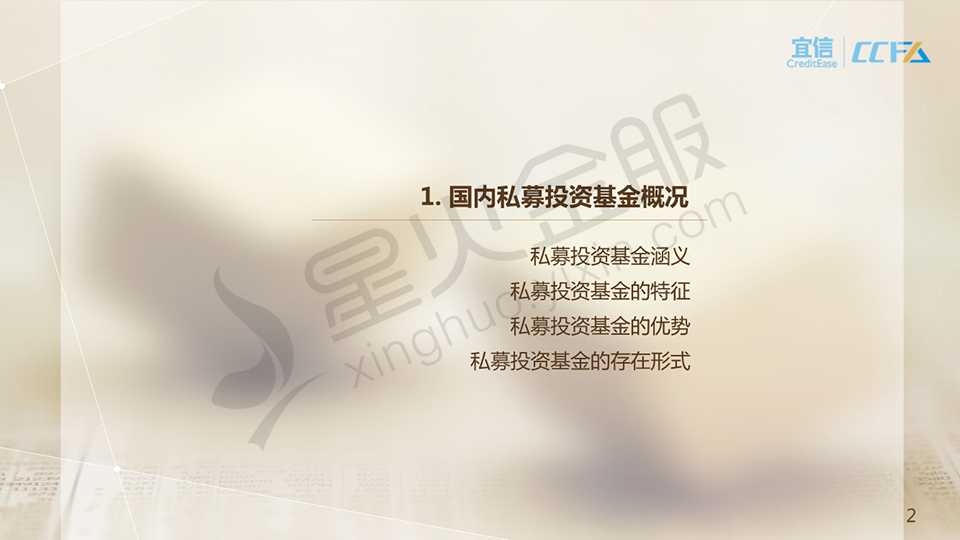 宜信
CreditEase
CCFA
星火金服
xinghuo.yixin.com
1. 国内私募投资基金概况
私募投资基金涵义
私募投资基金的特征
私募投资基金的优势
私募投资基金的存在形式
2